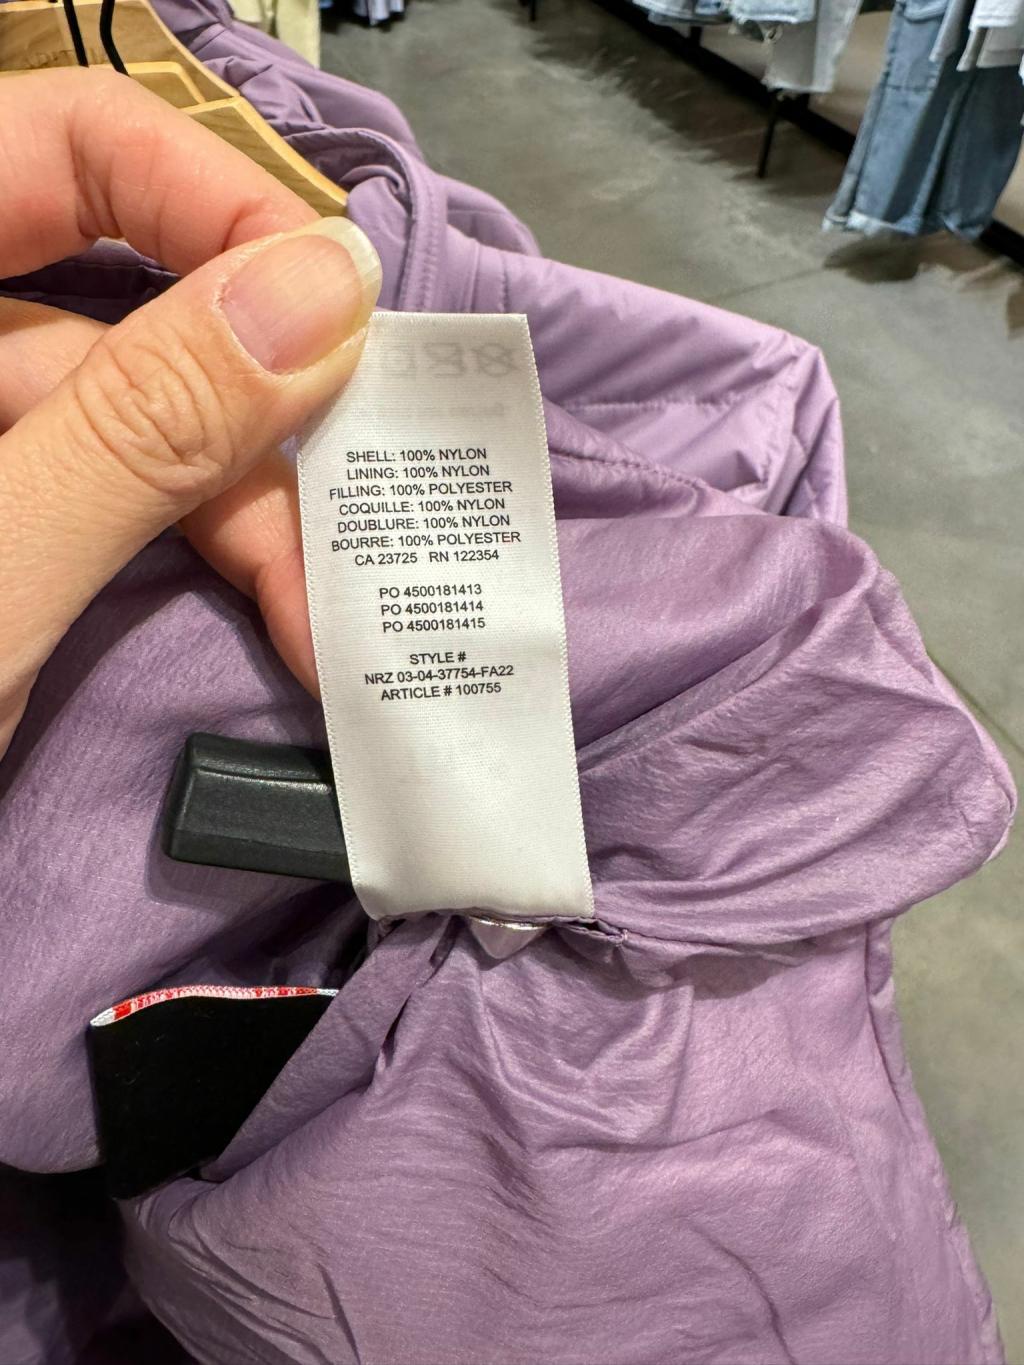 SHELL: 100% NYLON
LINING: 100% NYLON
FILLING: 100% POLYESTER
COQUILLE: 100% NYLON
DOUBLURE: 100% NYLON
BOURRE: 100% POLYESTER
CA 23725 RN 122354
PO 4500181413
PO 4500181414
PO 4500181415
STYLE #
NRZ 03-04-37754-FA22
ARTICLE # 100755